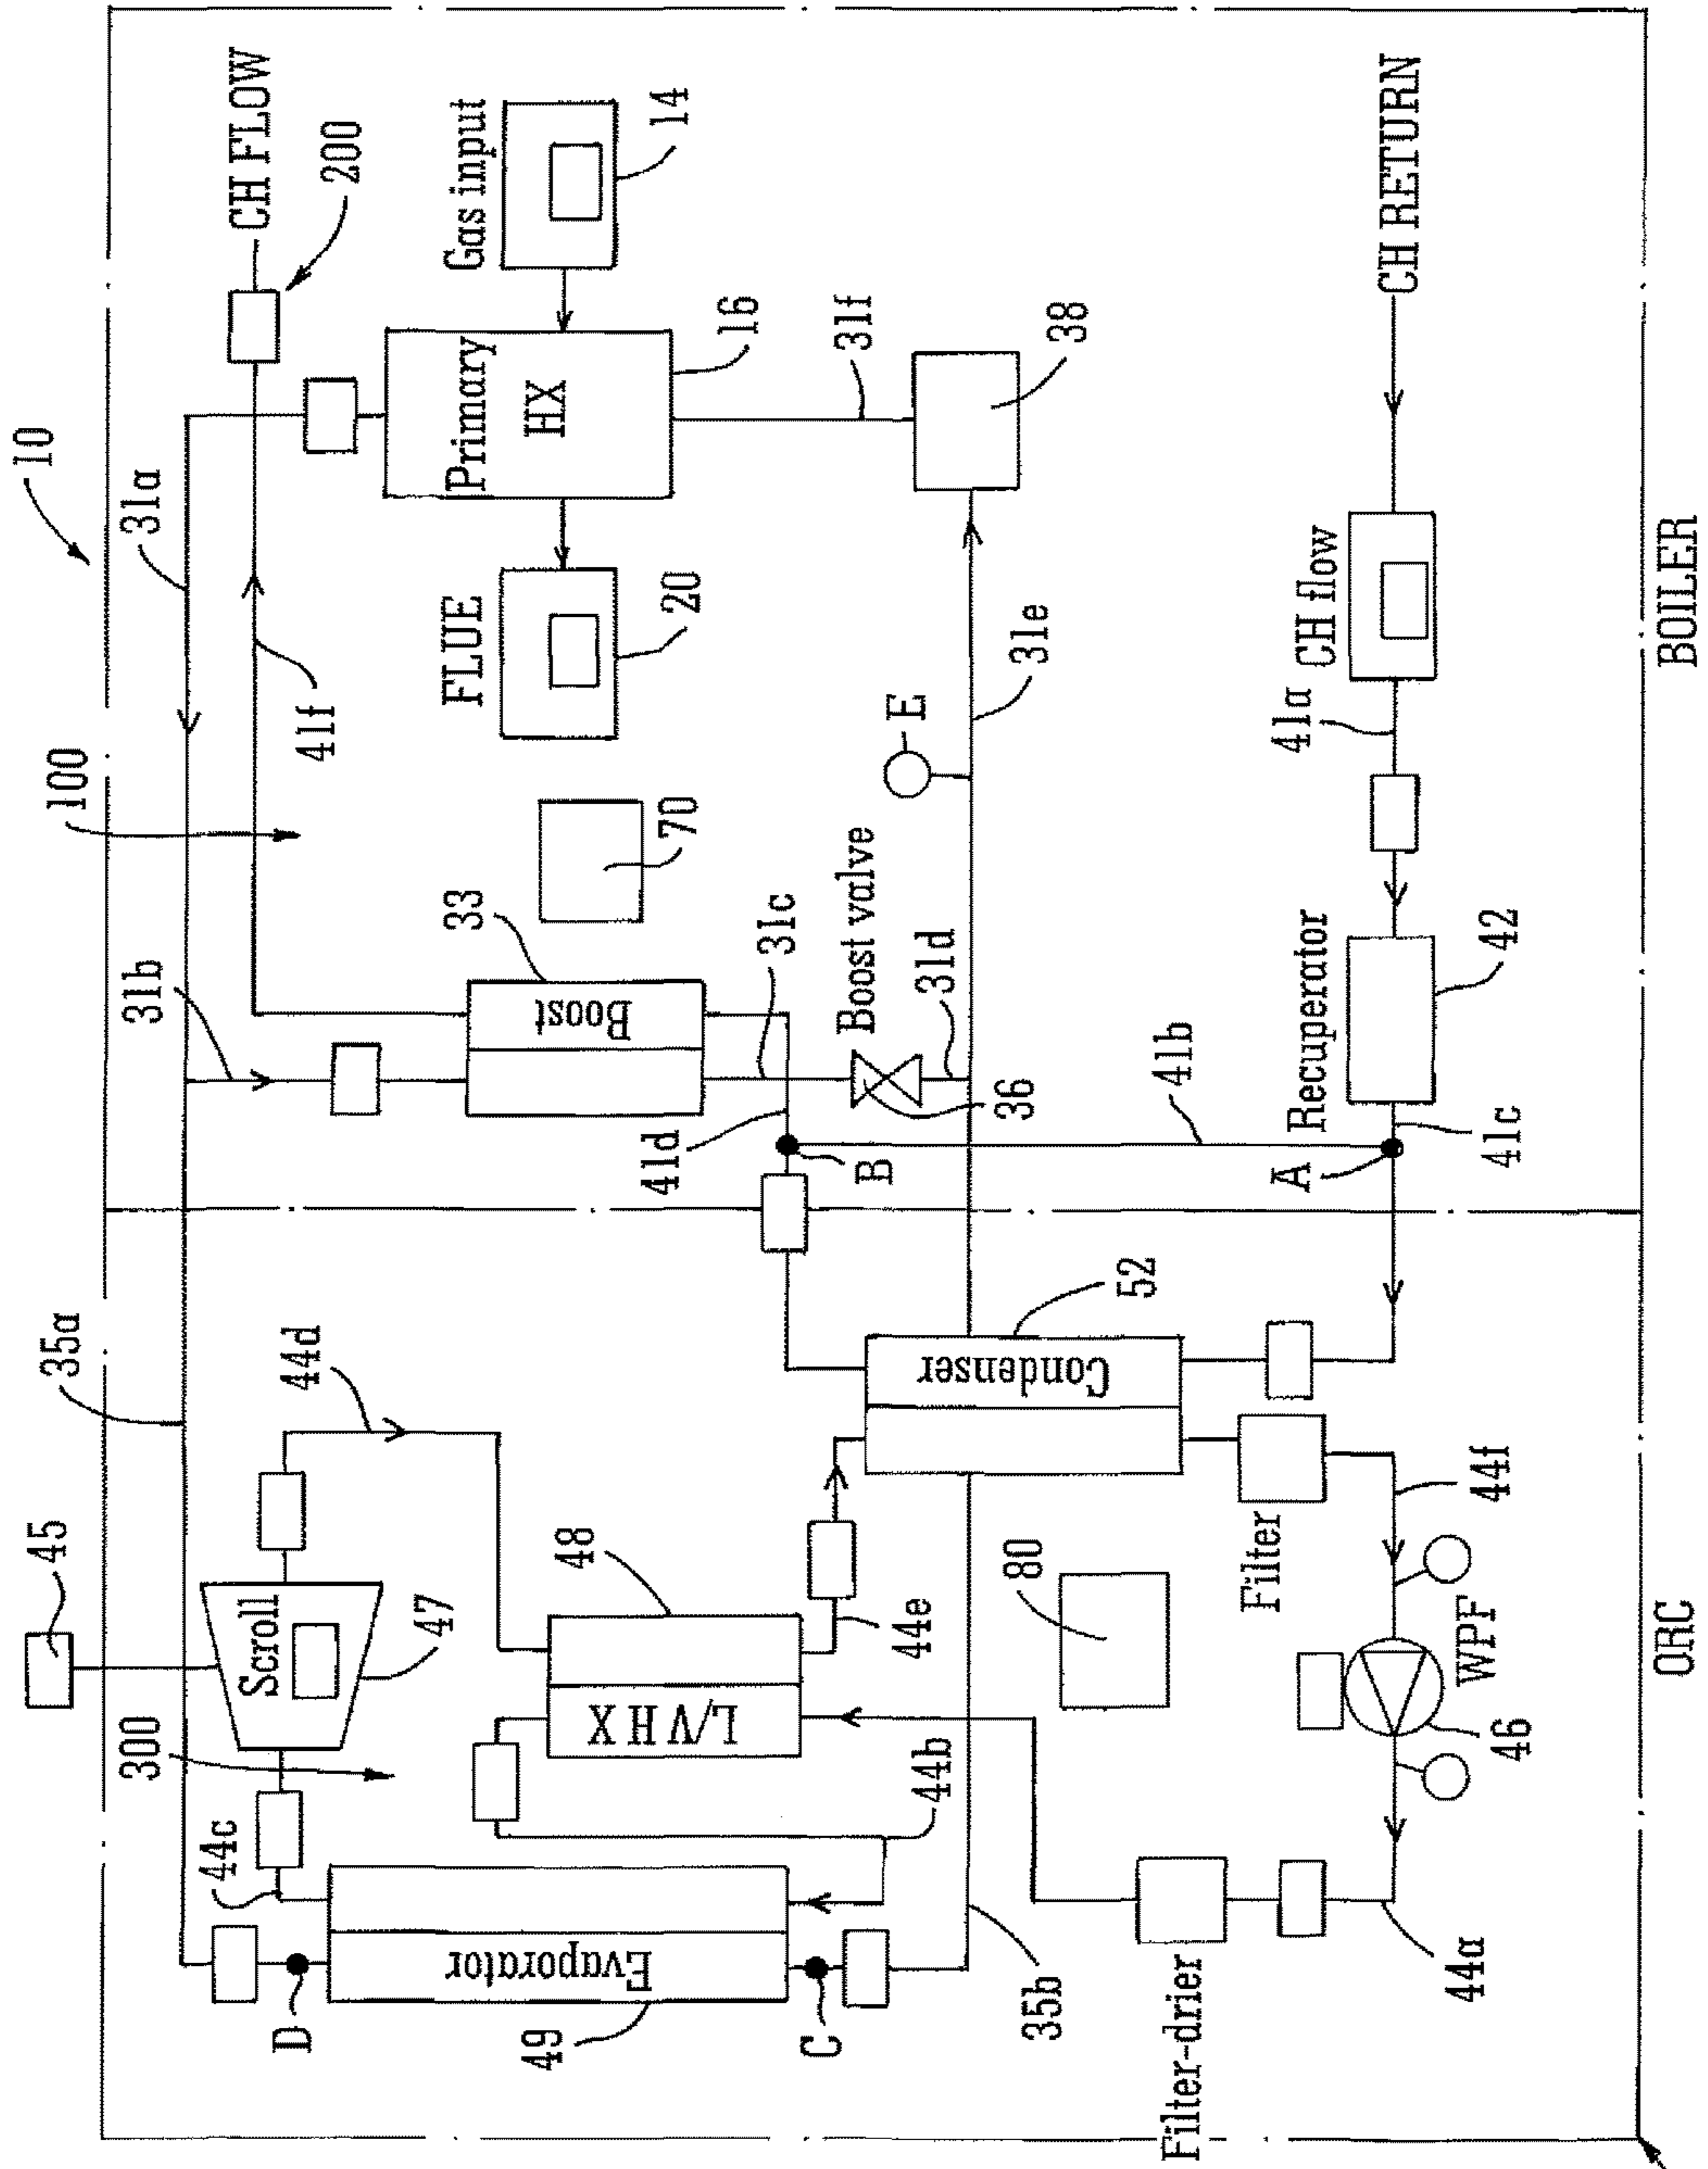 45
10
35a
100
300
31b
31a
44c
Scroll
CH FLOW
D
44d
41f
200
47
33
FLUE
Primary
Gas input
49
Evaporator
48
Boost
HX
20
14
L/V HX
41d
70
16
31c
C
B
Boost valve
E
31f
44b
44e
31d
36
38
80
Condenser
31e
35b
52
41b
Filter-drier
Filter
A
Recuperator
41a
CH flow
CH RETURN
44a
WPF
44f
41c
42
46
ORC
BOILER